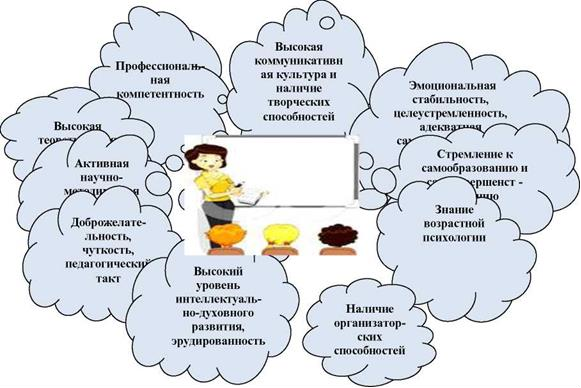 Профессиональ-
ная
компетентность
Высокая
коммуникативн
ая культура и
наличие
творческих
способностей
Эмоциональная
стабильность,
целеустремленность,
адекватная
Высокая
Стремление к
самообразованию и
Активная
научно-
Знание
возрастной
психологии
Доброжелате-
льность,
чуткость,
педагогический
такт
Высокий
уровень
интеллектуаль-
но-духовного
развития,
эрудированность
Наличие
организатор-
ских
способностей